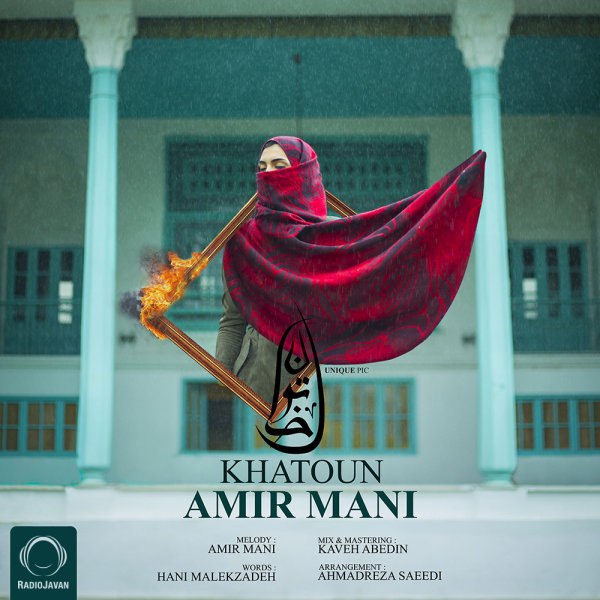 خاتون
UNIQUE PIC
KHATOUN
AMIR MANI
MELODY :
AMIR MANI
MIX & MASTERING :
KAVEH ABEDIN
WORDS :
HANI MALEKZADEH
ARRANGEMENT :
AHMADREZA SAEEDI
RADIOJAVAN